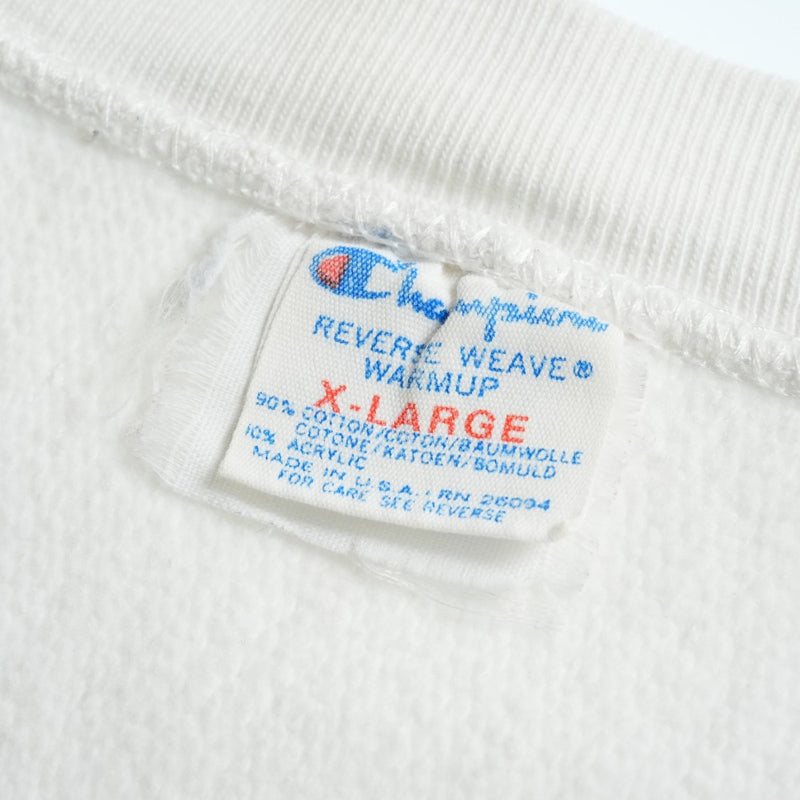 Champion
REVERSE WEAVE®
WARMUP
X-LARGE
90% COTTON/COTON/BAUMWOLLE
COTONE/KATOEN/BOMULD
10% ACRYLIC
MADE IN U.S.A./RN 26094
FOR CARE SEE REVERSE